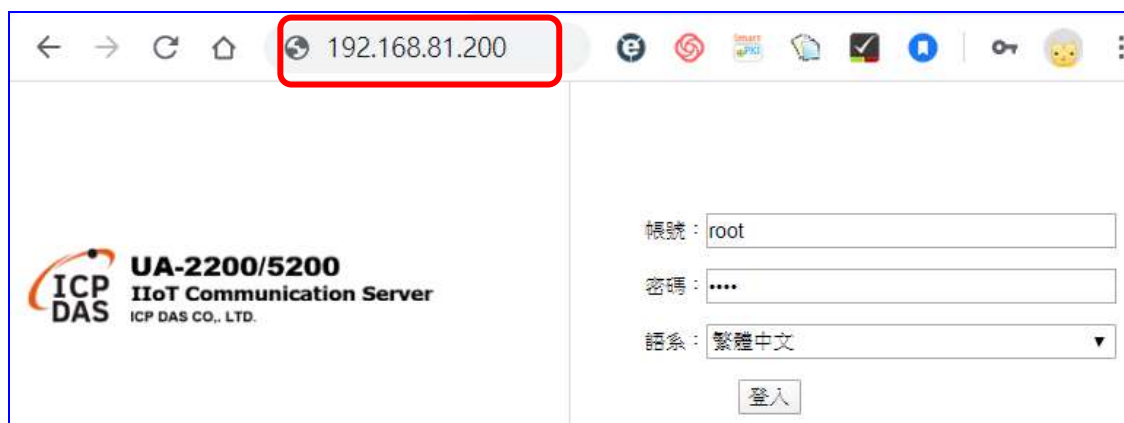 192.168.81.200
Smart
PKI
ICP
DAS
UA-2200/5200
IIoT Communication Server
ICP DAS CO,. LTD.
帳號：root
密碼：••••
語系：繁體中文
登入